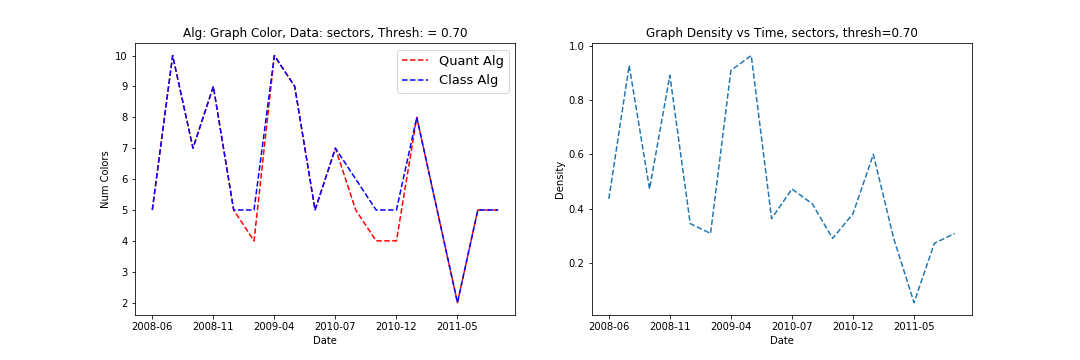 Alg: Graph Color, Data: sectors, Thresh: = 0.70
Quant Alg
Class Alg
10
9
8
7
6
5
4
3
2
Num Colors
2008-06 2008-11 2009-04 2010-07 2010-12 2011-05
Date
Graph Density vs Time, sectors, thresh=0.70
1.0
0.8
0.6
0.4
0.2
Density
2008-06 2008-11 2009-04 2010-07 2010-12 2011-05
Date